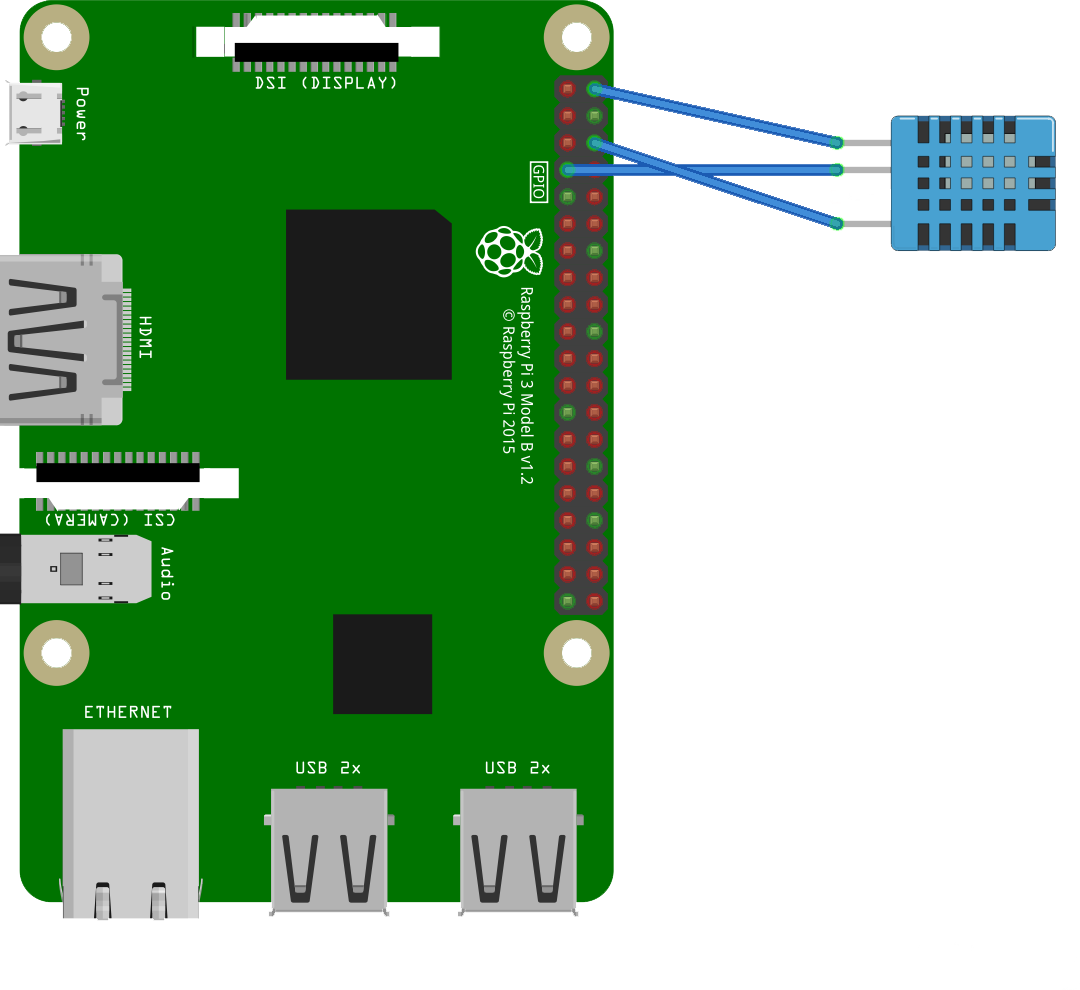 DSI (DISPLAY)
Power
GPIO
HDMI
Raspberry Pi 3 Model B v1.2
© Raspberry Pi 2015
CSI (CAMERA)
Audio
ETHERNET
USB 2x
USB 2x